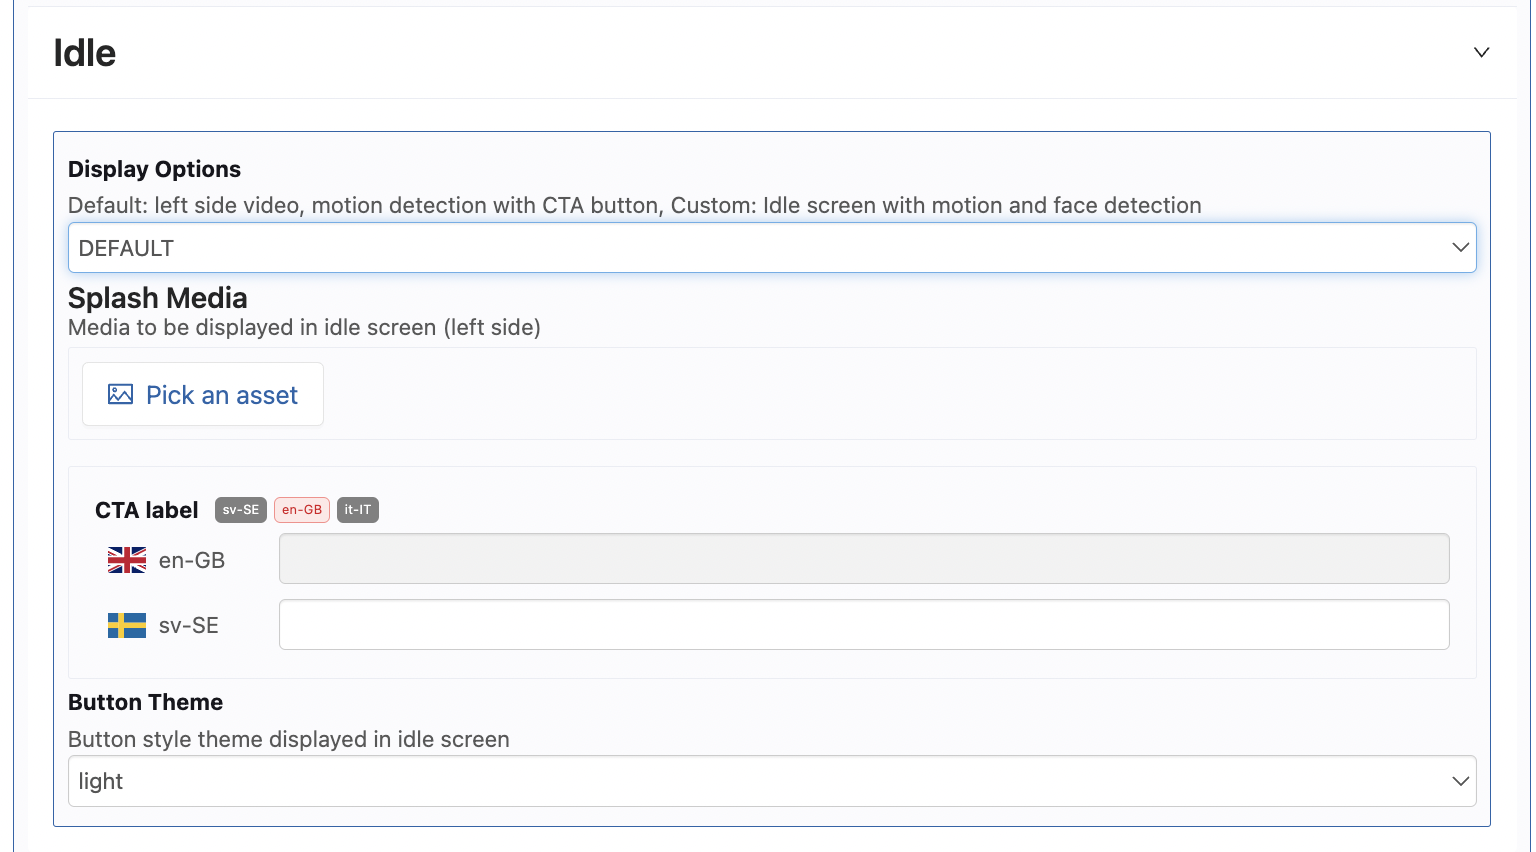 Idle
Display Options
Default: left side video, motion detection with CTA button, Custom: Idle screen with motion and face detection
DEFAULT
Splash Media
Media to be displayed in idle screen (left side)
Pick an asset
CTA label sv-SE en-GB it-IT
en-GB
sv-SE
Button Theme
Button style theme displayed in idle screen
light